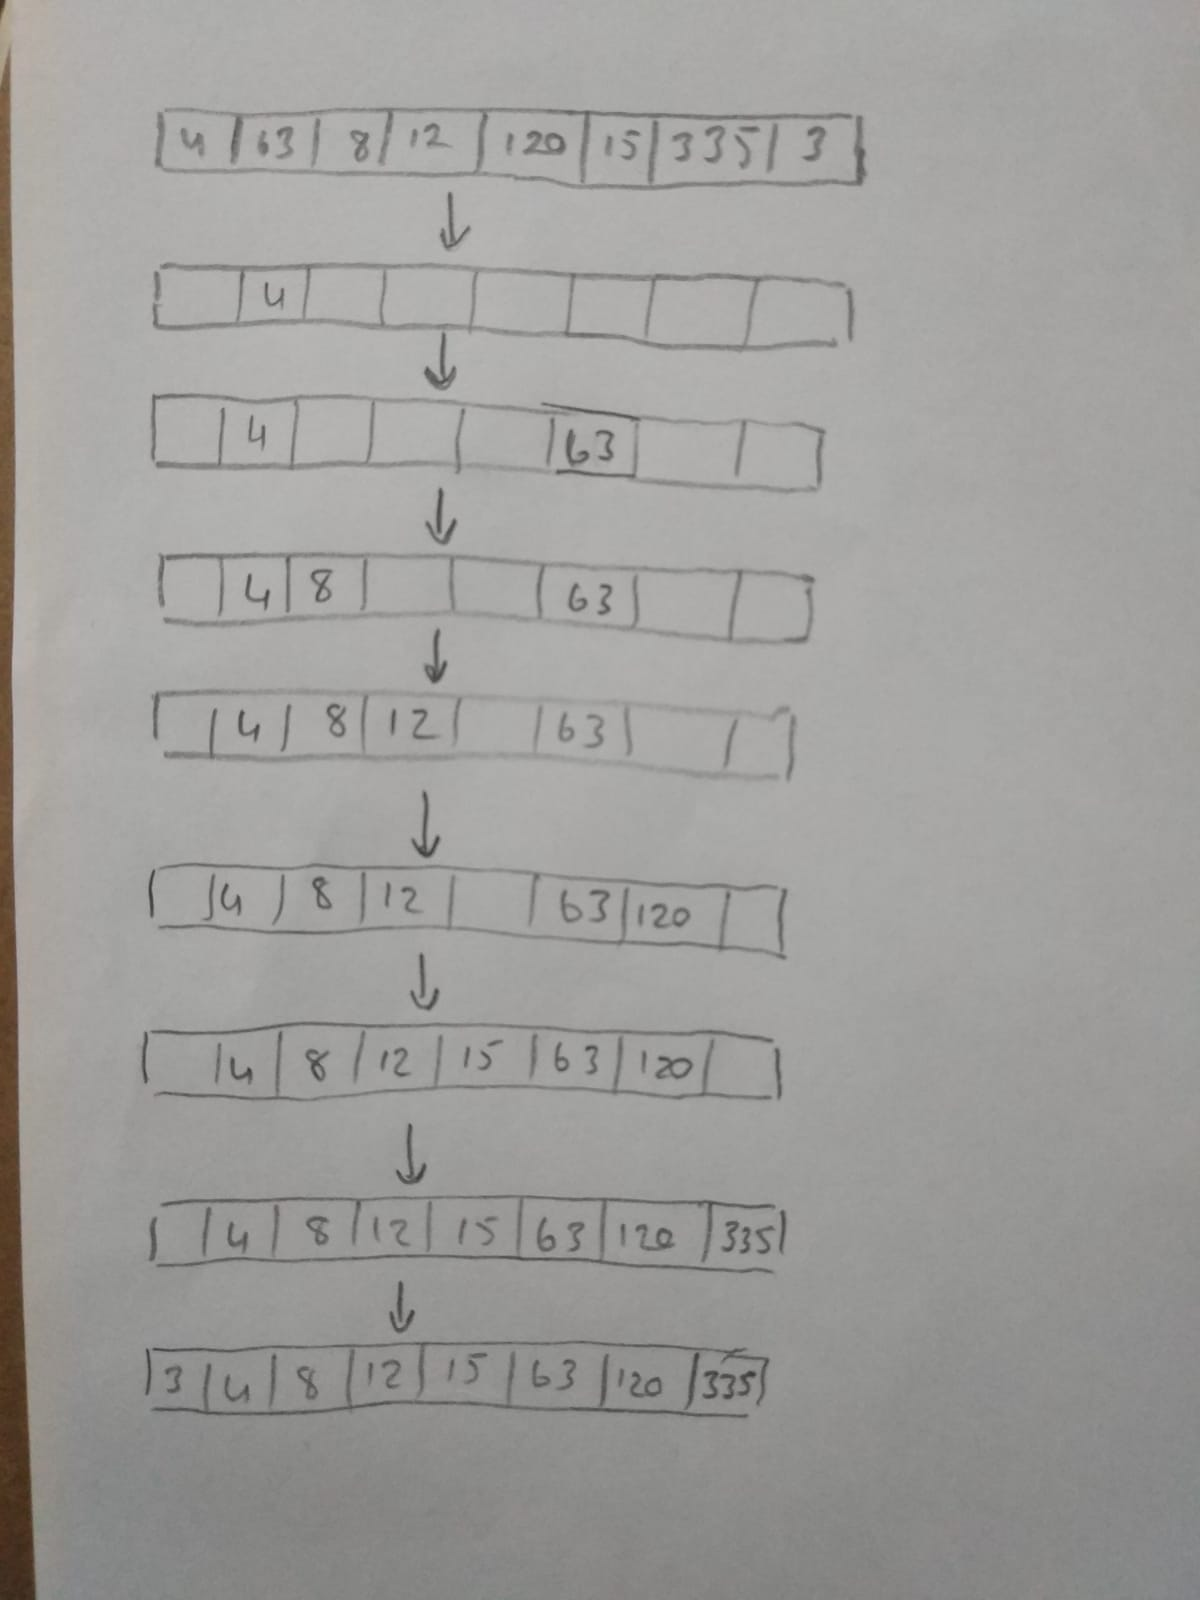 4 63 8 12 120 15 335 3
4
4 63
4 8 63
4 8 12 63
4 8 12 63 120
4 8 12 15 63 120
4 8 12 15 63 120 335
3 4 8 12 15 63 120 335